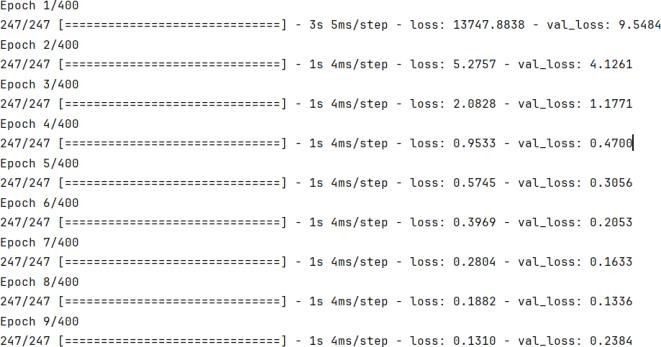 Epoch 1/400
247/247 [==============================] - 3s 5ms/step - loss: 13747.8838 - val_loss: 9.5484
Epoch 2/400
247/247 [==============================] - 1s 4ms/step - loss: 5.2757 - val_loss: 4.1261
Epoch 3/400
247/247 [==============================] - 1s 4ms/step - loss: 2.0828 - val_loss: 1.1771
Epoch 4/400
247/247 [==============================] - 1s 4ms/step - loss: 0.9533 - val_loss: 0.4700
Epoch 5/400
247/247 [==============================] - 1s 4ms/step - loss: 0.5745 - val_loss: 0.3056
Epoch 6/400
247/247 [==============================] - 1s 4ms/step - loss: 0.3969 - val_loss: 0.2053
Epoch 7/400
247/247 [==============================] - 1s 4ms/step - loss: 0.2804 - val_loss: 0.1633
Epoch 8/400
247/247 [==============================] - 1s 4ms/step - loss: 0.1882 - val_loss: 0.1336
Epoch 9/400
247/247 [==============================] - 1s 4ms/step - loss: 0.1310 - val_loss: 0.2384